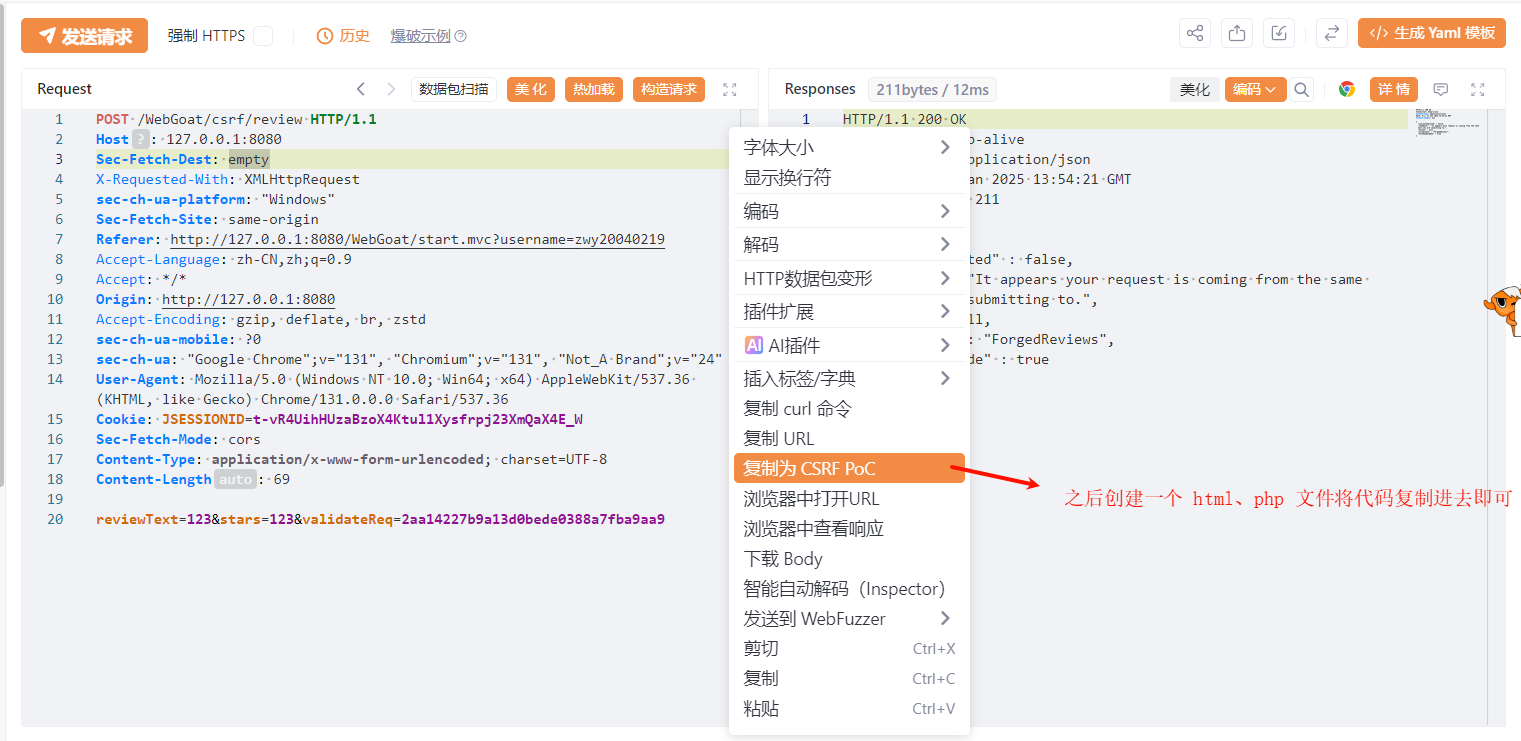 发送请求 强制 HTTPS 历史 爆破示例 生成 Yaml 模板
Request 数据包扫描 美化 热加载 构造请求
Responses 211bytes / 12ms 美化 编码 详情
1 POST /WebGoat/csrf/review HTTP/1.1
2 Host ? : 127.0.0.1:8080
3 Sec-Fetch-Dest: empty
4 X-Requested-With: XMLHttpRequest
5 sec-ch-ua-platform: "Windows"
6 Sec-Fetch-Site: same-origin
7 Referer: http://127.0.0.1:8080/WebGoat/start.mvc?username=zwy20040219
8 Accept-Language: zh-CN,zh;q=0.9
9 Accept: */*
10 Origin: http://127.0.0.1:8080
11 Accept-Encoding: gzip, deflate, br, zstd
12 sec-ch-ua-mobile: ?0
13 sec-ch-ua: "Google Chrome";v="131", "Chromium";v="131", "Not_A Brand";v="24"
14 User-Agent: Mozilla/5.0 (Windows NT 10.0; Win64; x64) AppleWebKit/537.36
(KHTML, like Gecko) Chrome/131.0.0.0 Safari/537.36
15 Cookie: JSESSIONID=t-vR4UihHUzaBzoX4Ktul1Xysfrpj23XmQaX4E_W
16 Sec-Fetch-Mode: cors
17 Content-Type: application/x-www-form-urlencoded; charset=UTF-8
18 Content-Length auto : 69
19
20 reviewText=123&stars=123&validateReq=2aa14227b9a13d0bede0388a7fba9aa9
字体大小
显示换行符
编码
解码
HTTP数据包变形
插件扩展
AI AI插件
插入标签/字典
复制 curl 命令
复制 URL
复制为 CSRF PoC
浏览器中打开URL
浏览器中查看响应
下载 Body
智能自动解码（Inspector）
发送到 WebFuzzer
剪切 Ctrl+X
复制 Ctrl+C
粘贴 Ctrl+V
1 HTTP/1.1 200 OK
-alive
pplication/json
an 2025 13:54:21 GMT
211
ted" : false,
"It appears your request is coming from the same
submitting to.",
ll,
: "ForgedReviews",
de" : true
之后创建一个 html、php 文件将代码复制进去即可